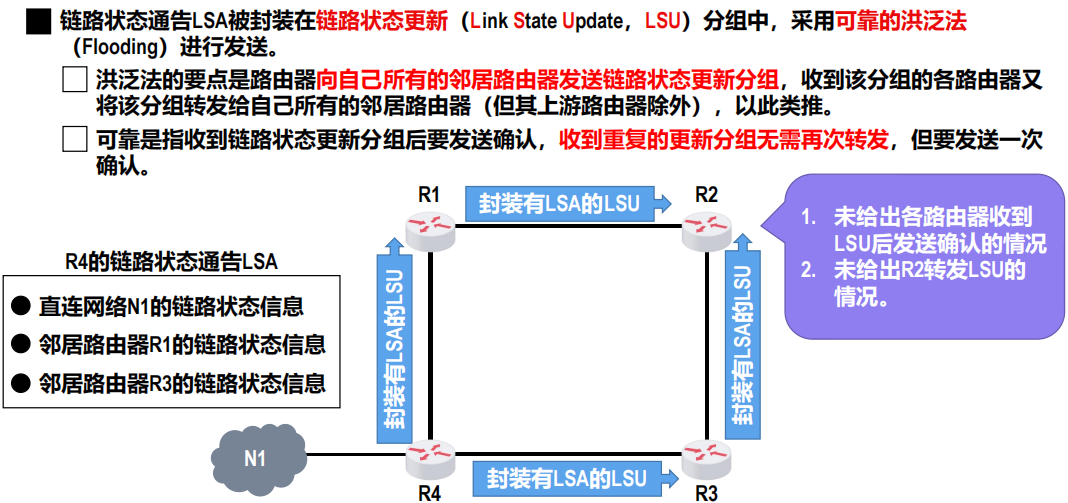 链路状态通告LSA被封装在链路状态更新（Link State Update，LSU）分组中，采用可靠的洪泛法
（Flooding）进行发送。
洪泛法的要点是路由器向自己所有的邻居路由器发送链路状态更新分组，收到该分组的各路由器又
将该分组转发给自己所有的邻居路由器（但其上游路由器除外），以此类推。
可靠是指收到链路状态更新分组后要发送确认，收到重复的更新分组无需再次转发，但要发送一次
确认。
R1
封装有LSA的LSU
R2
1. 未给出各路由器收到
LSU后发送确认的情况
2. 未给出R2转发LSU的
情况。
R4的链路状态通告LSA
直连网络N1的链路状态信息
邻居路由器R1的链路状态信息
邻居路由器R3的链路状态信息
封装有LSA的LSU
封装有LSA的LSU
N1
R4
封装有LSA的LSU
R3